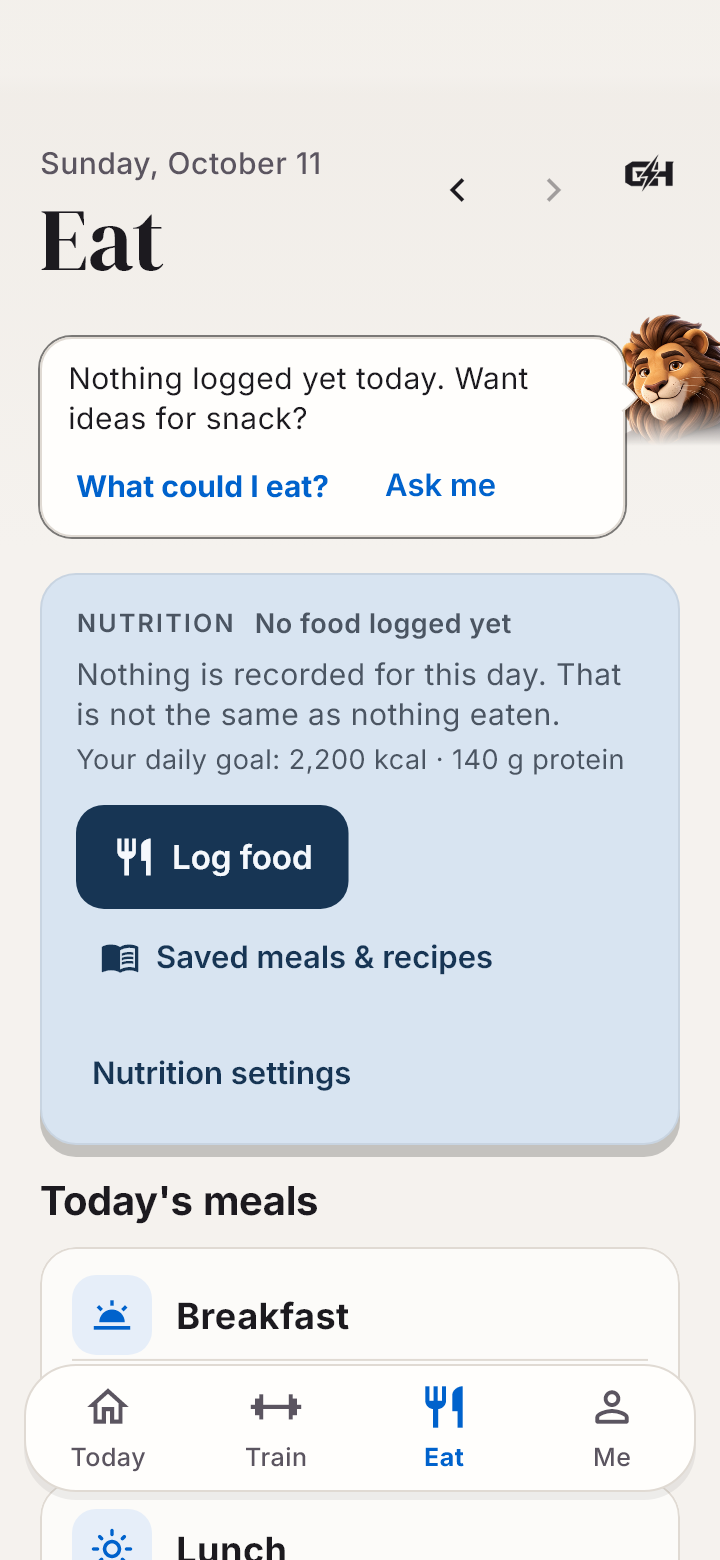 Sunday, October 11
Eat
GH
Nothing logged yet today. Want
ideas for snack?
What could I eat?
Ask me
NUTRITION No food logged yet
Nothing is recorded for this day. That
is not the same as nothing eaten.
Your daily goal: 2,200 kcal · 140 g protein
Log food
Saved meals & recipes
Nutrition settings
Today's meals
Breakfast
Today
Train
Eat
Me
Lunch